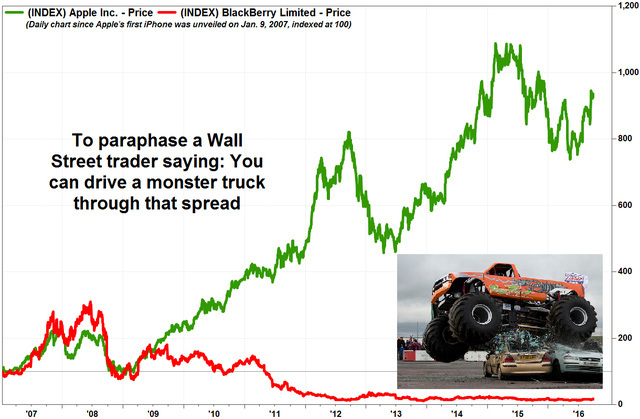 (INDEX) Apple Inc. - Price (INDEX) BlackBerry Limited - Price
(Daily chart since Apple's first iPhone was unveiled on Jan. 9, 2007, indexed at 100)
1,200
1,000
800
600
400
200
0
To paraphase a Wall
Street trader saying: You
can drive a monster truck
through that spread
'07 '08 '09 '10 '11 '12 '13 '14 '15 '16